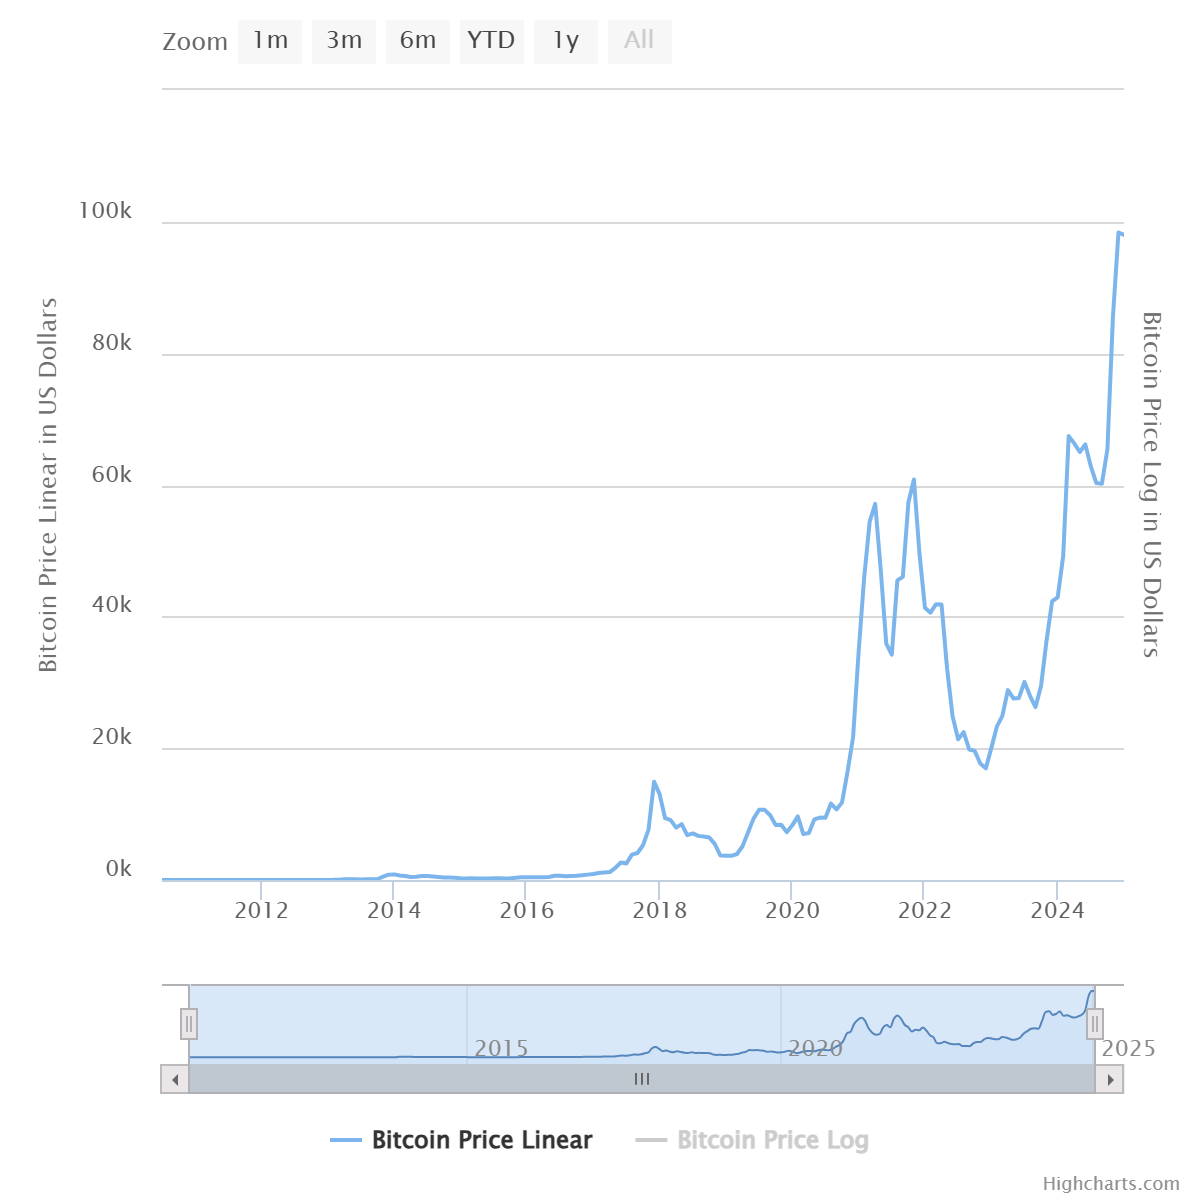 Zoom 1m 3m 6m YTD 1y All
Bitcoin Price Linear in US Dollars
100k
80k
60k
40k
20k
0k
Bitcoin Price Log in US Dollars
2012 2014 2016 2018 2020 2022 2024
2015 2020 2025
Bitcoin Price Linear Bitcoin Price Log
Highcharts.com